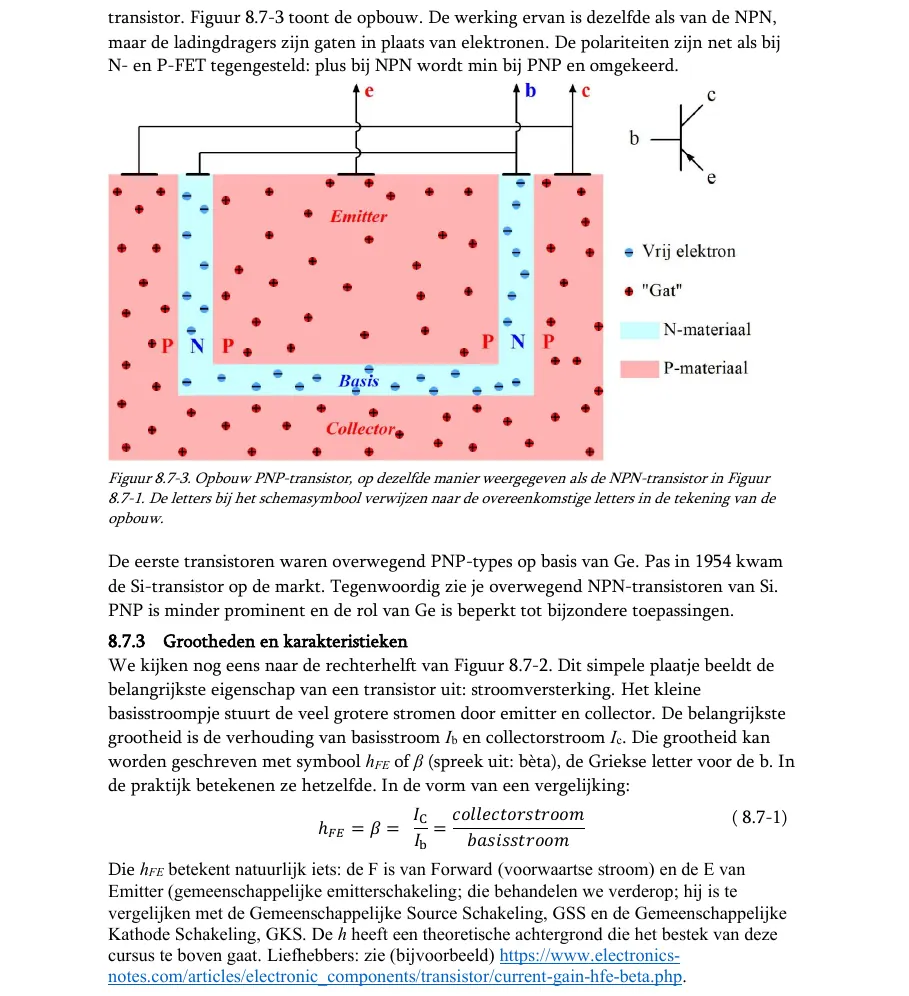 transistor. Figuur 8.7-3 toont de opbouw. De werking ervan is dezelfde als van de NPN,
maar de ladingdragers zijn gaten in plaats van elektronen. De polariteiten zijn net als bij
N- en P-FET tegengesteld: plus bij NPN wordt min bij PNP en omgekeerd.
e b c
c
b
e
Emitter
Vrij elektron
"Gat"
N-materiaal
P N P P N P
P-materiaal
Basis
Collector
Figuur 8.7-3. Opbouw PNP-transistor, op dezelfde manier weergegeven als de NPN-transistor in Figuur
8.7-1. De letters bij het schemasymbool verwijzen naar de overeenkomstige letters in de tekening van de
opbouw.
De eerste transistoren waren overwegend PNP-types op basis van Ge. Pas in 1954 kwam
de Si-transistor op de markt. Tegenwoordig zie je overwegend NPN-transistoren van Si.
PNP is minder prominent en de rol van Ge is beperkt tot bijzondere toepassingen.
8.7.3 Grootheden en karakteristieken
We kijken nog eens naar de rechterhelft van Figuur 8.7-2. Dit simpele plaatje beeldt de
belangrijkste eigenschap van een transistor uit: stroomversterking. Het kleine
basisstroompje stuurt de veel grotere stromen door emitter en collector. De belangrijkste
grootheid is de verhouding van basisstroom Ib en collectorstroom Ic. Die grootheid kan
worden geschreven met symbool hFE of β (spreek uit: bèta), de Griekse letter voor de b. In
de praktijk betekenen ze hetzelfde. In de vorm van een vergelijking:
hFE = β = IC/Ib = collectorstroom/basisstroom ( 8.7-1)
Die hFE betekent natuurlijk iets: de F is van Forward (voorwaartse stroom) en de E van
Emitter (gemeenschappelijke emitterschakeling; die behandelen we verderop; hij is te
vergelijken met de Gemeenschappelijke Source Schakeling, GSS en de Gemeenschappelijke
Kathode Schakeling, GKS. De h heeft een theoretische achtergrond die het bestek van deze
cursus te boven gaat. Liefhebbers: zie (bijvoorbeeld) https://www.electronics-
notes.com/articles/electronic_components/transistor/current-gain-hfe-beta.php.